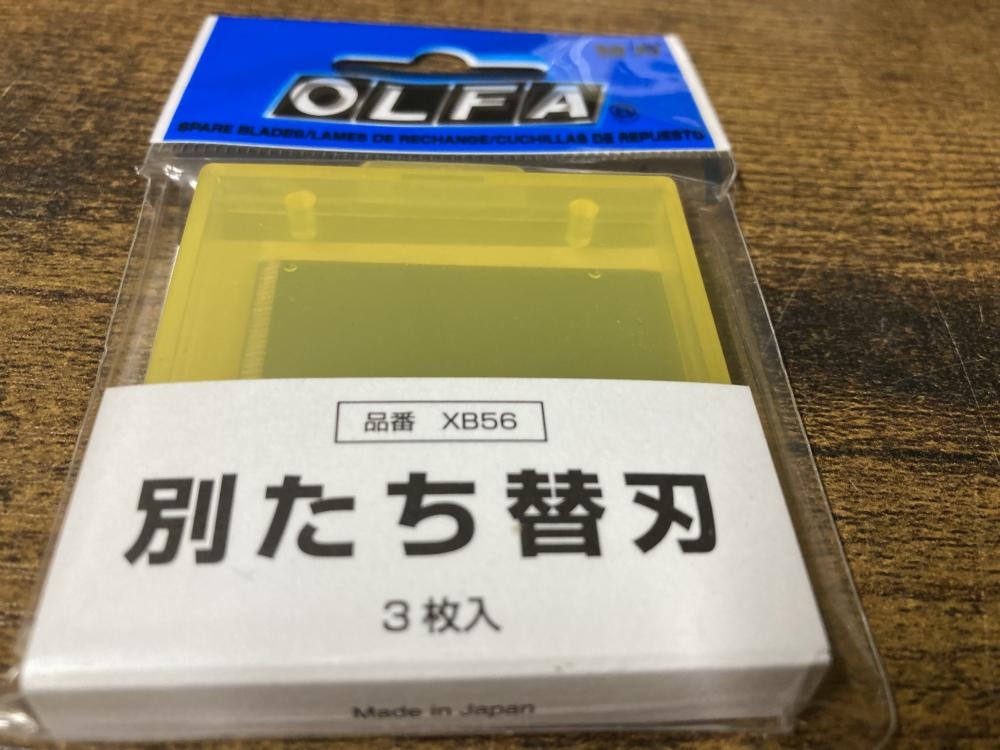 OLFA
SPARE BLADES/LAMES DE RECHANGE/CUCHILLAS DE REPUESTO
品番 XB56
別たち替刃
3枚入
Made in Japan